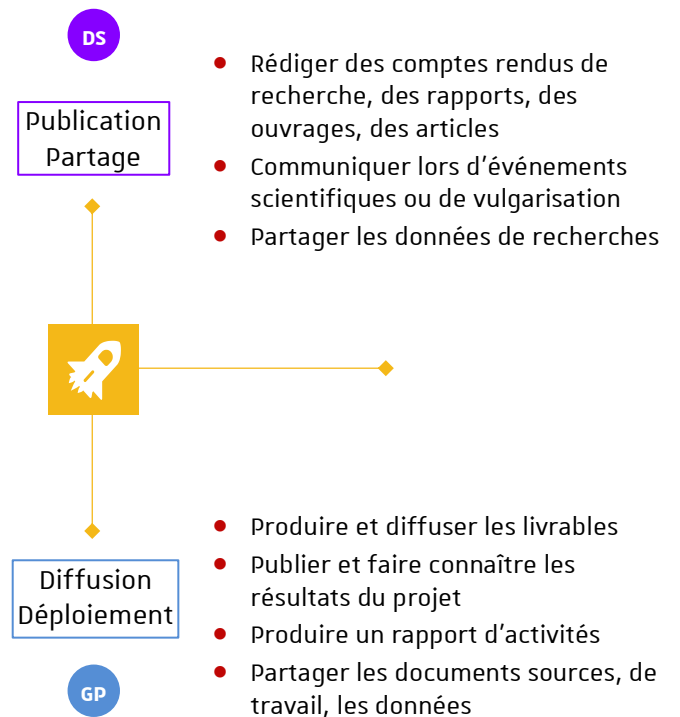 DS
Publication
Partage
• Rédiger des comptes rendus de
recherche, des rapports, des
ouvrages, des articles
• Communiquer lors d'événements
scientifiques ou de vulgarisation
• Partager les données de recherches
• Produire et diffuser les livrables
• Publier et faire connaître les
résultats du projet
• Produire un rapport d'activités
• Partager les documents sources, de
travail, les données
Diffusion
Déploiement
GP